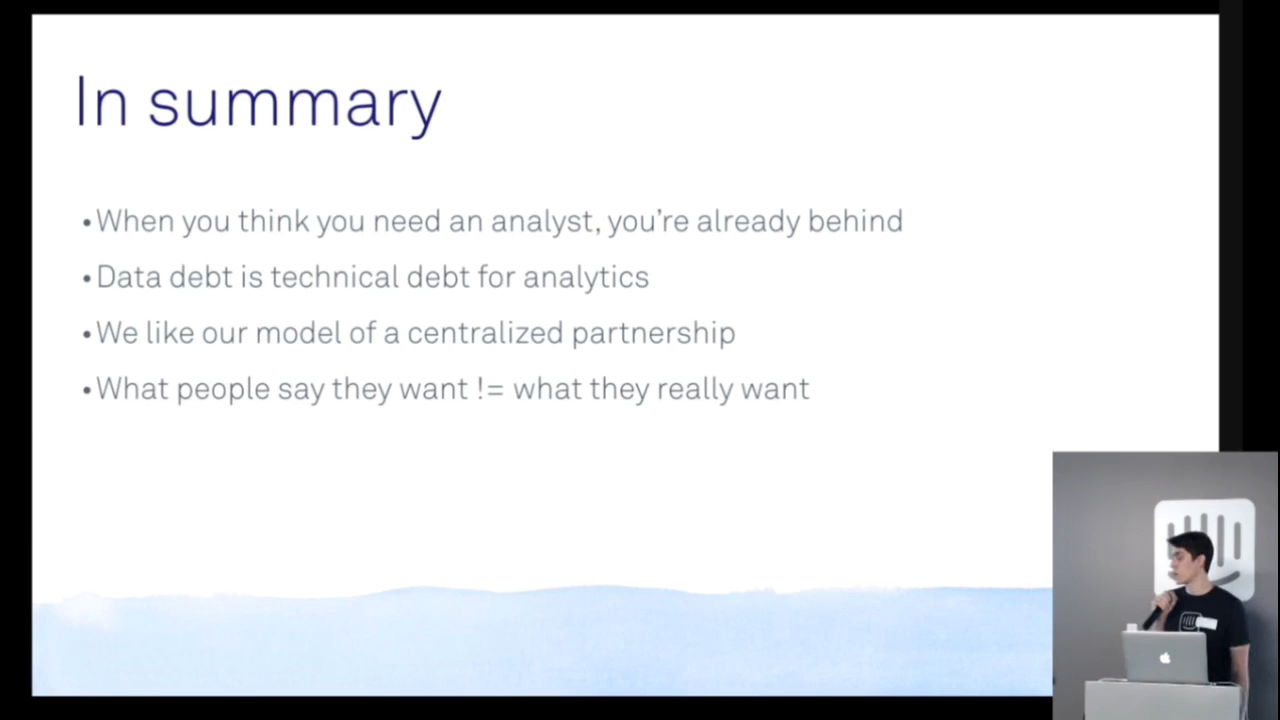 In summary
•When you think you need an analyst, you're already behind
•Data debt is technical debt for analytics
•We like our model of a centralized partnership
•What people say they want != what they really want